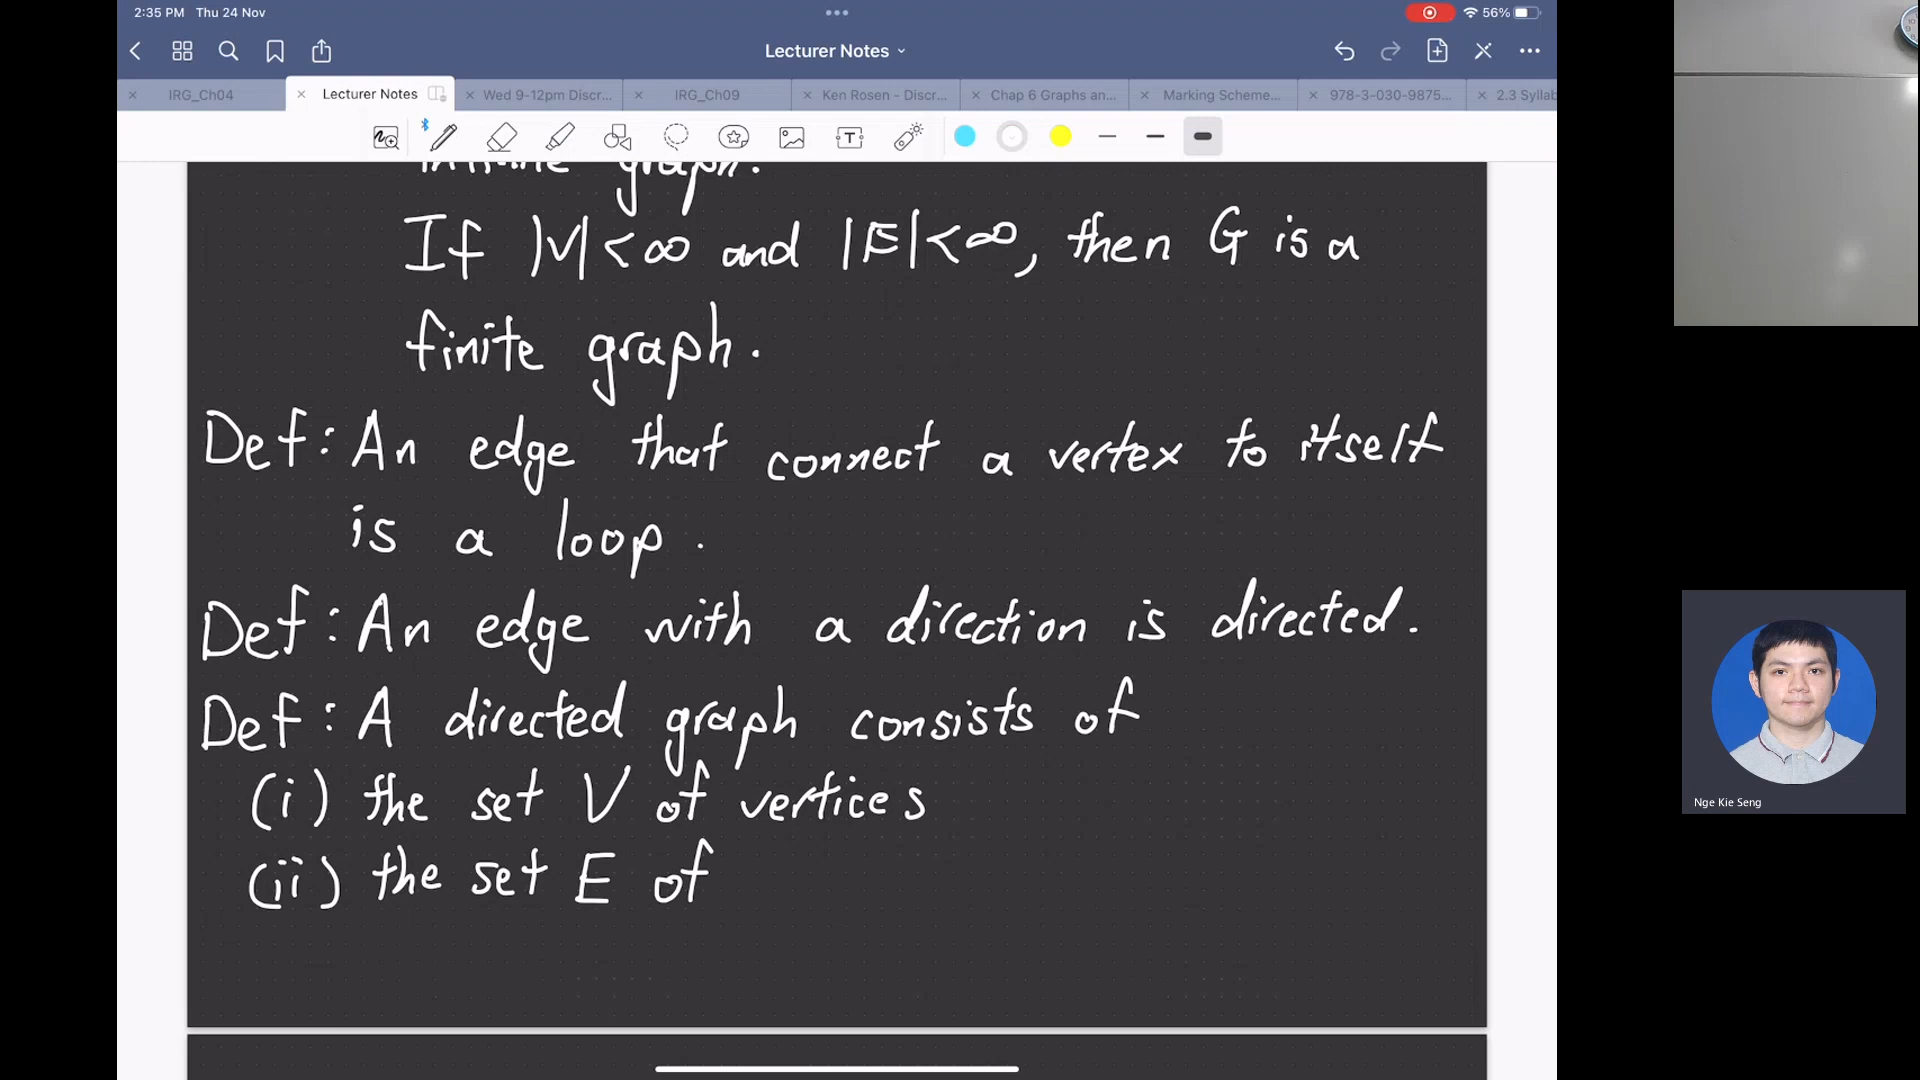 2:35 PM Thu 24 Nov
56%
Lecturer Notes
IRG_Ch04
Lecturer Notes
Wed 9-12pm Discr...
IRG_Ch09
Ken Rosen - Discr...
Chap 6 Graphs an...
Marking Scheme...
978-3-030-9875...
2.3 Syllab
infinite graph.
If |V| < ∞ and |E| < ∞, then G is a
finite graph.
Def: An edge that connect a vertex to itself
is a loop.
Def: An edge with a direction is directed.
Def: A directed graph consists of
(i) the set V of vertices
(ii) the set E of
Nge Kie Seng